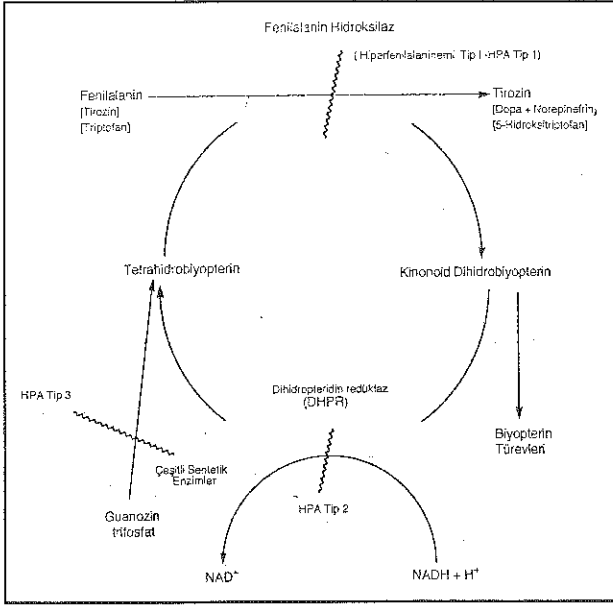 Fenilalanin Hidroksilaz
(Hiperfenilalaninemi Tip I-HPA Tip 1)
Fenilalanin
[Tirozin]
[Triptofan]
Tirozin
[Dopa + Norepinefrin]
[5-Hidroksitriptofan]
Tetrahidrobiyopterin
Kinonoid Dihidrobiyopterin
HPA Tip 3
Dihidropteridin redüktaz
(DHPR)
Çeşitli Sentetik
Enzimler
Biyopterin
Türevleri
Guanozin
trifosfat
HPA Tip 2
NAD+
NADH + H+